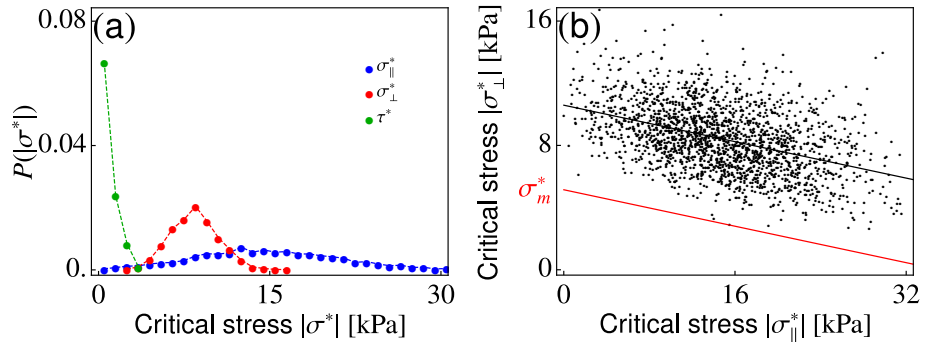 (a)
P(|σ*|)
0.08
0.04
0.
σ∥*
σ⊥*
τ*
0
15
30
Critical stress |σ*| [kPa]
(b)
Critical stress |σ⊥*| [kPa]
16
8
0
σm*
0
16
32
Critical stress |σ∥*| [kPa]